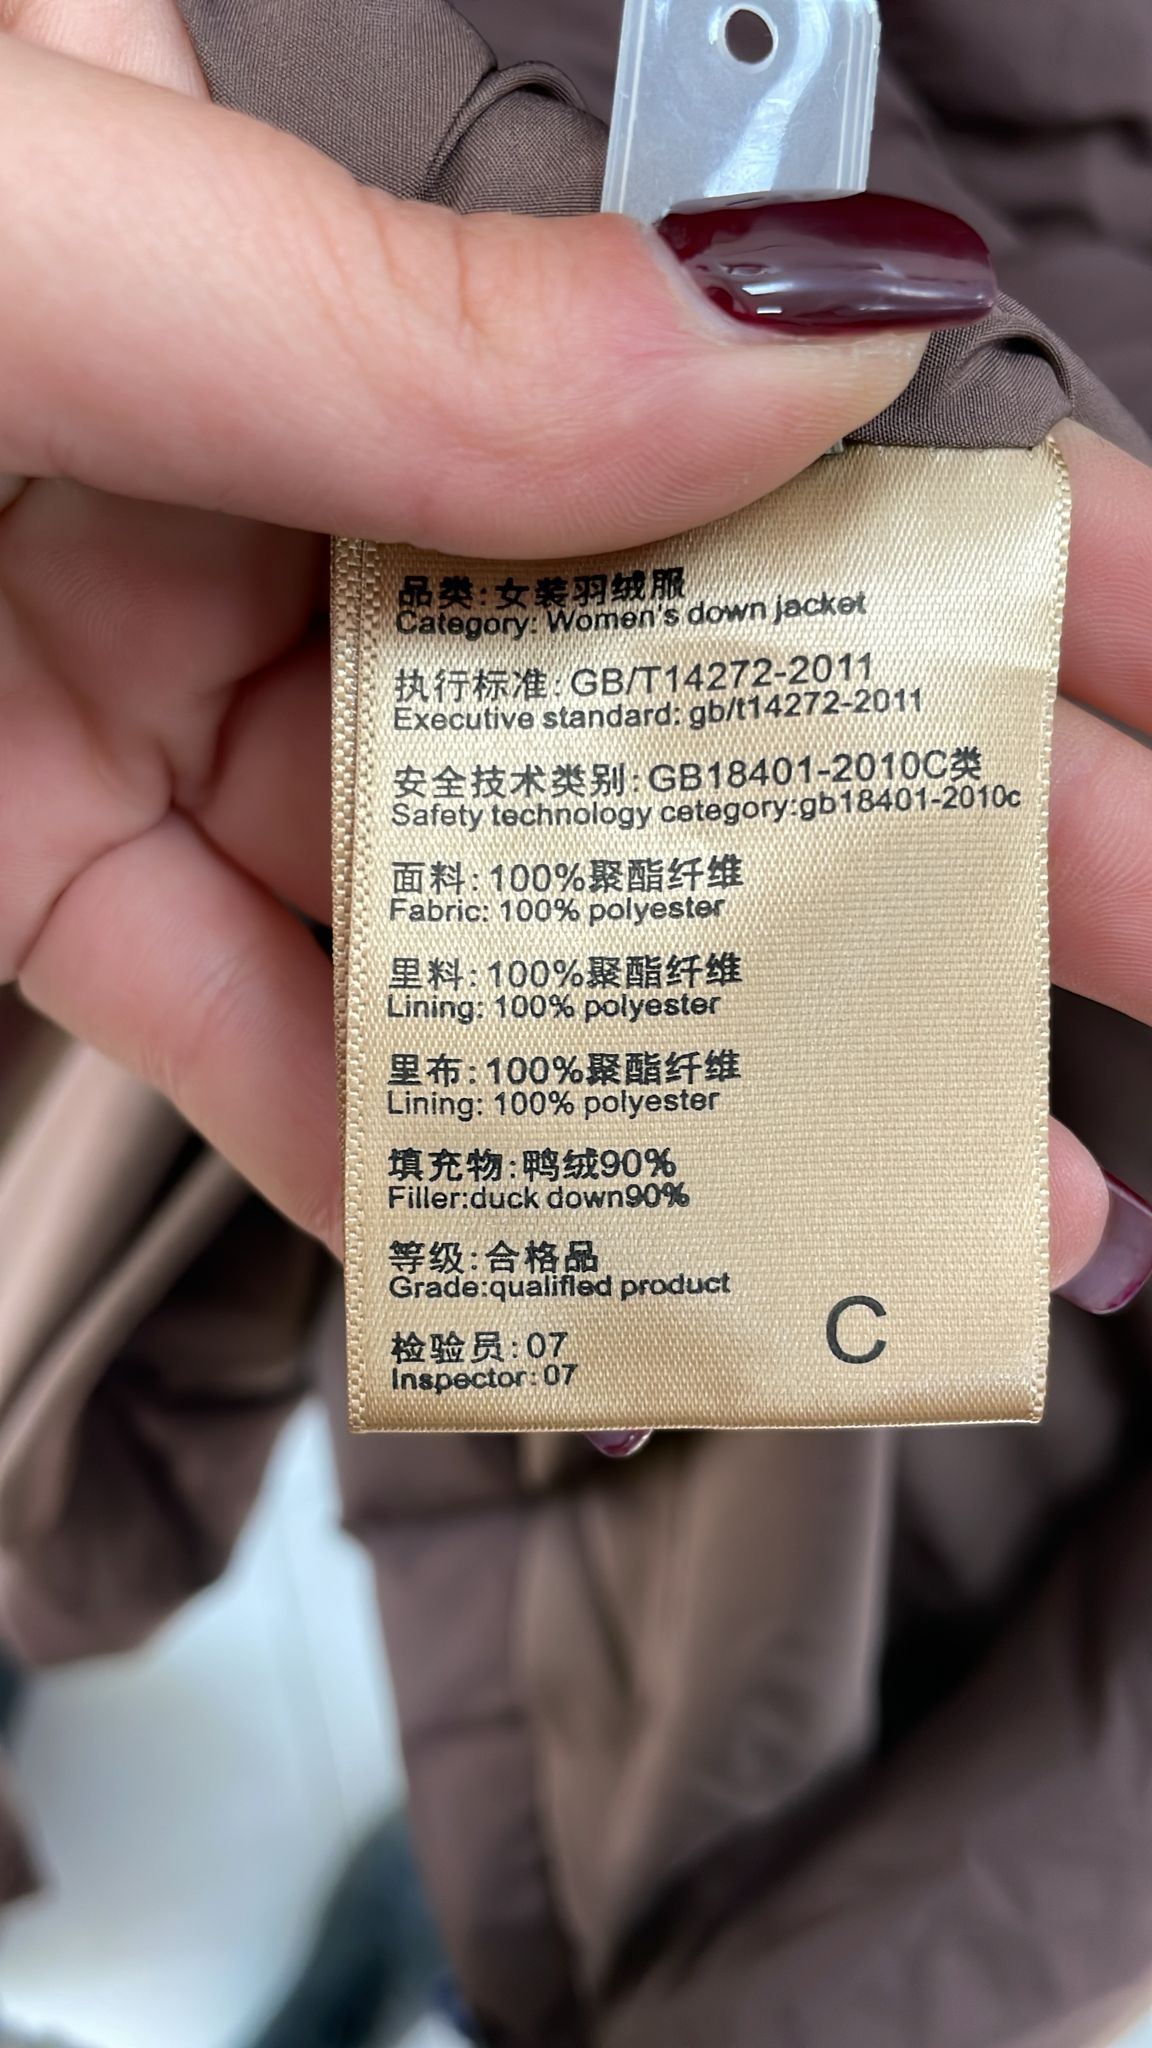 品类:女装羽绒服
Category: Women's down jacket
执行标准:GB/T14272-2011
Executive standard: gb/t14272-2011
安全技术类别:GB18401-2010C类
Safety technology cetegory:gb18401-2010c
面料:100%聚酯纤维
Fabric: 100% polyester
里料:100%聚酯纤维
Lining: 100% polyester
里布:100%聚酯纤维
Lining: 100% polyester
填充物:鸭绒90%
Filler:duck down90%
等级:合格品
Grade:qualified product
检验员:07
Inspector: 07
C